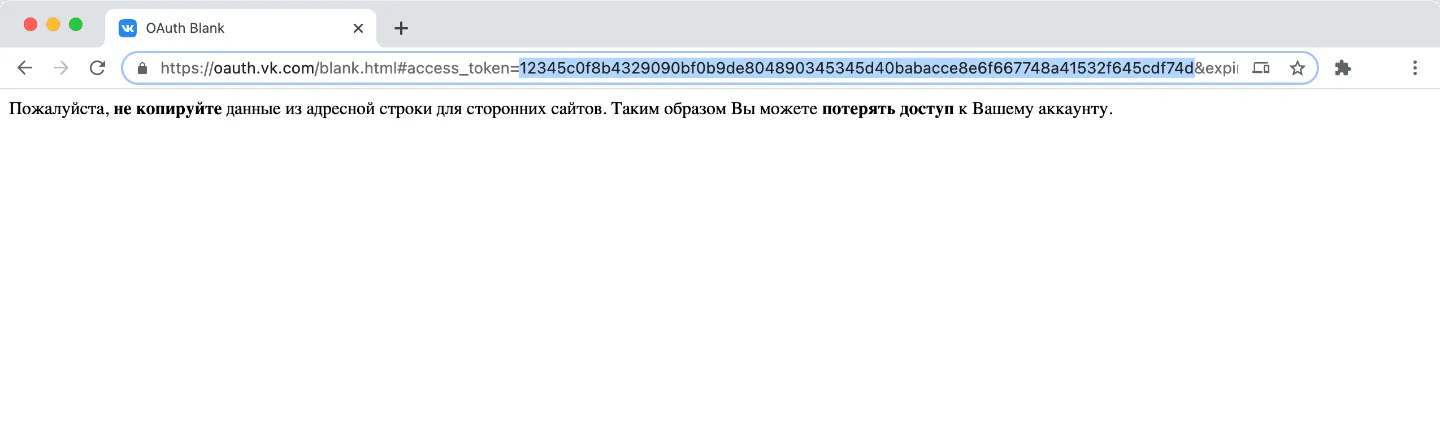 OAuth Blank
https://oauth.vk.com/blank.html#access_token=12345c0f8b4329090bf0b9de804890345345d40babacce8e6f667748a41532f645cdf74d&expi
Пожалуйста, не копируйте данные из адресной строки для сторонних сайтов. Таким образом Вы можете потерять доступ к Вашему аккаунту.